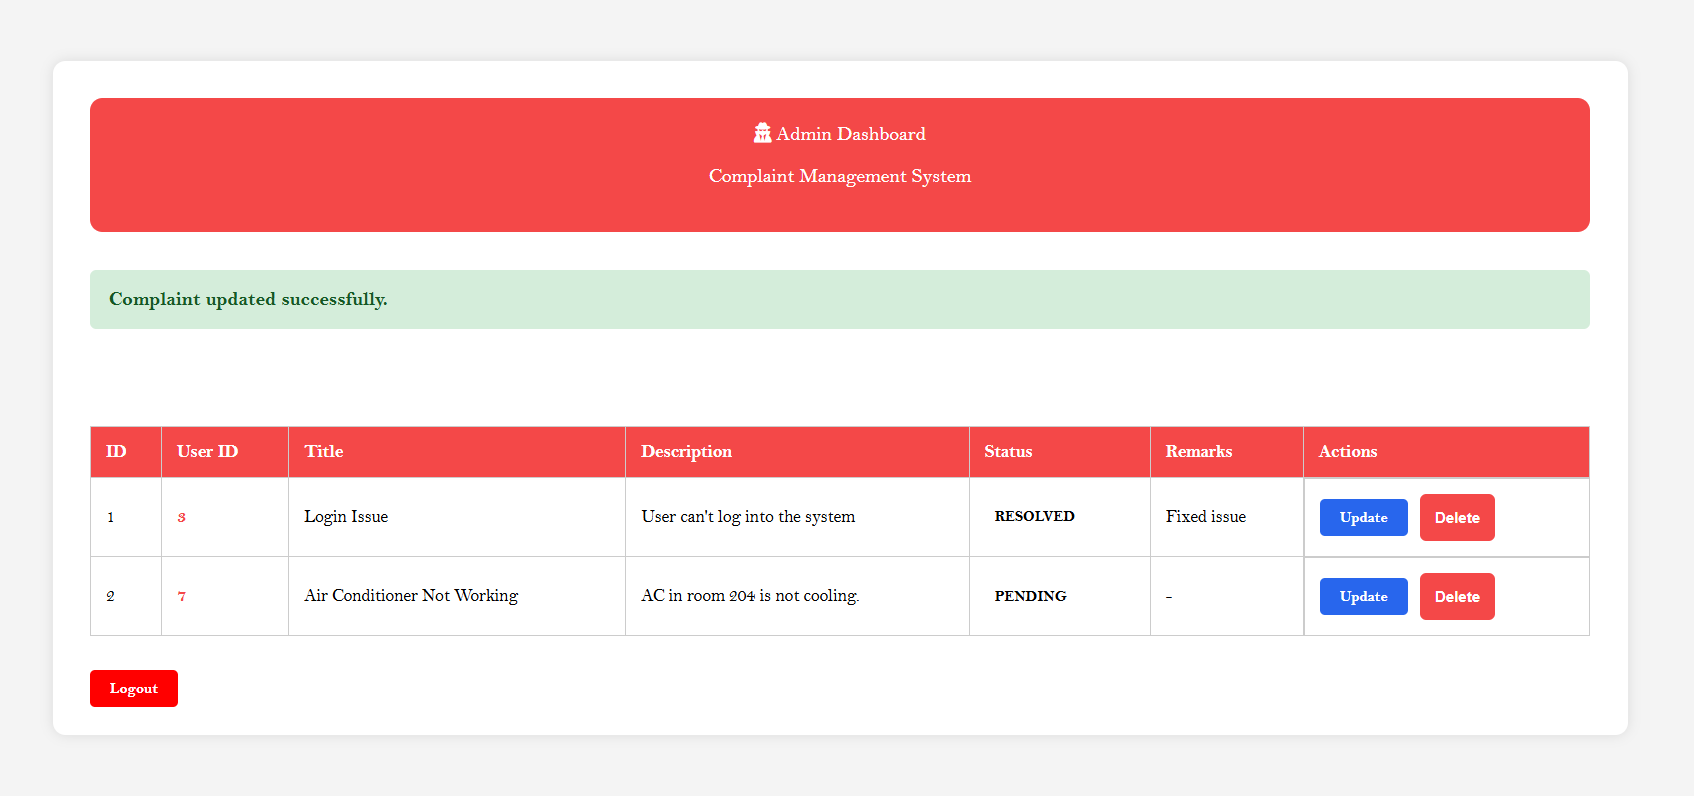 Admin Dashboard
Complaint Management System
Complaint updated successfully.
ID User ID Title Description Status Remarks Actions
1 3 Login Issue User can't log into the system RESOLVED Fixed issue Update Delete
2 7 Air Conditioner Not Working AC in room 204 is not cooling. PENDING - Update Delete
Logout